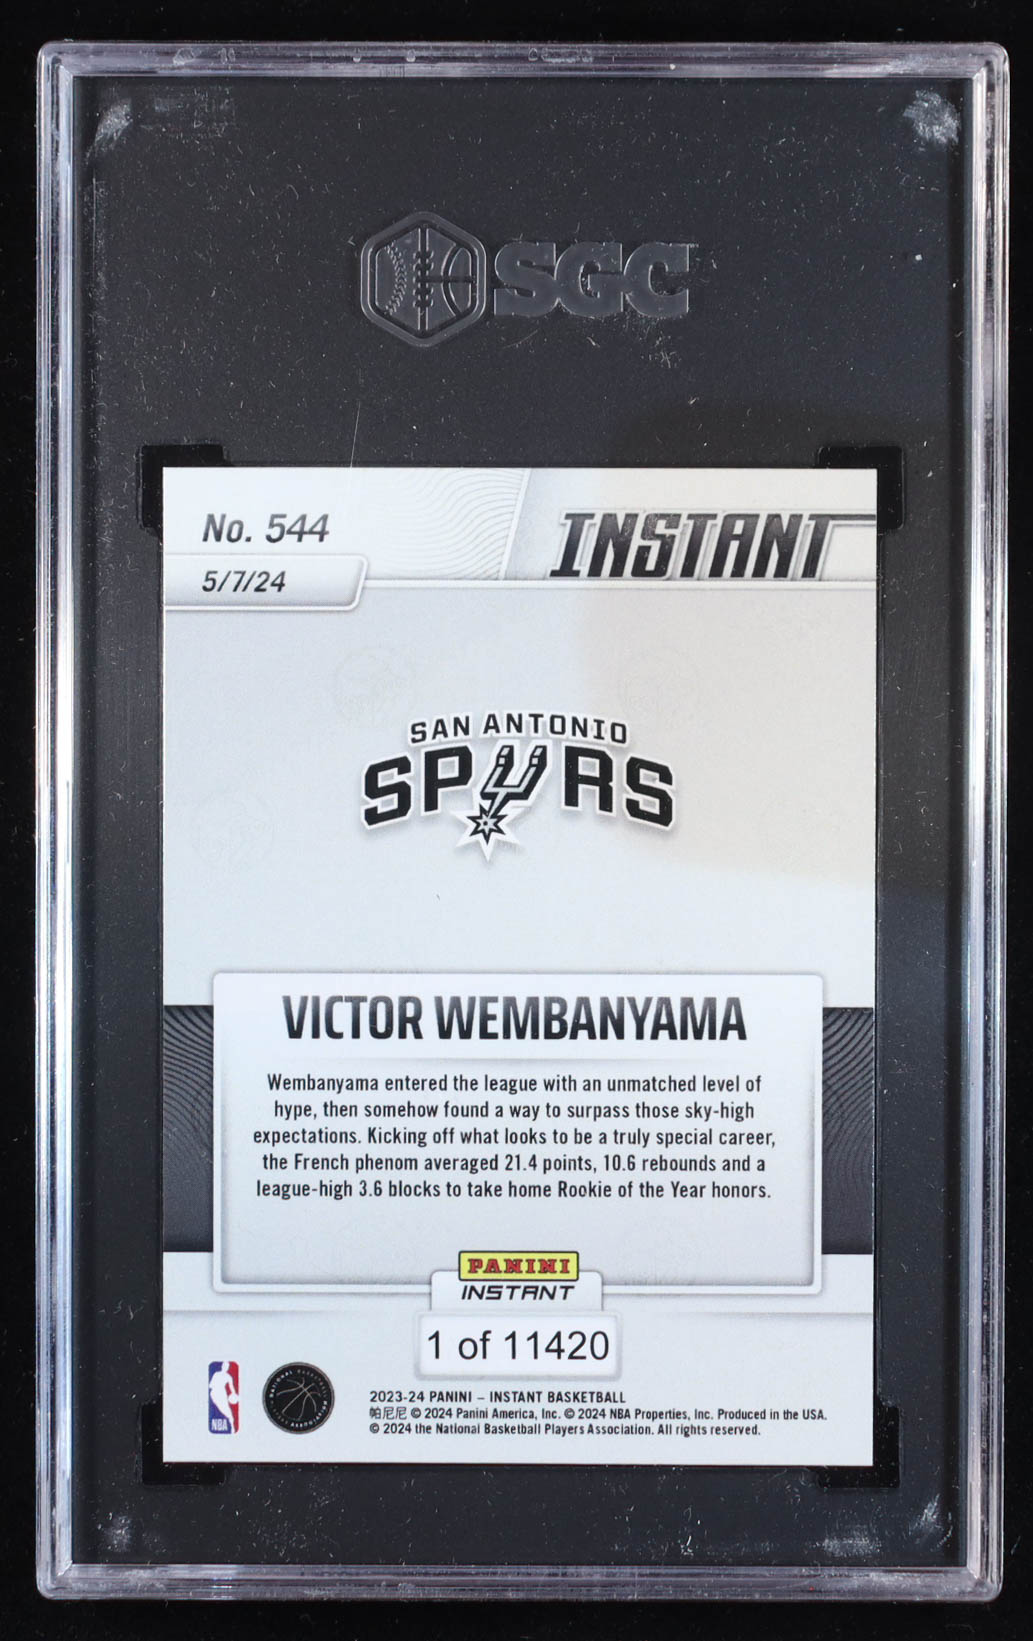 SGC
No. 544
INSTANT
5/7/24
SAN ANTONIO
SPURS
VICTOR WEMBANYAMA
Wembanyama entered the league with an unmatched level of
hype, then somehow found a way to surpass those sky-high
expectations. Kicking off what looks to be a truly special career,
the French phenom averaged 21.4 points, 10.6 rebounds and a
league-high 3.6 blocks to take home Rookie of the Year honors.
PANINI
INSTANT
1 of 11420
NBA
2023-24 PANINI – INSTANT BASKETBALL
帕尼尼 © 2024 Panini America, Inc. © 2024 NBA Properties, Inc. Produced in the USA.
© 2024 the National Basketball Players Association. All rights reserved.